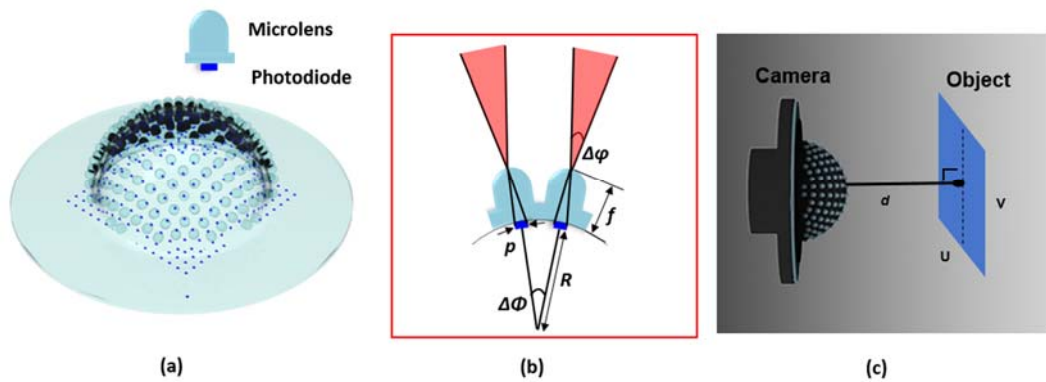 Microlens
Photodiode
Δφ
f
p
R
ΔΦ
Camera
Object
d
V
U
(a)
(b)
(c)